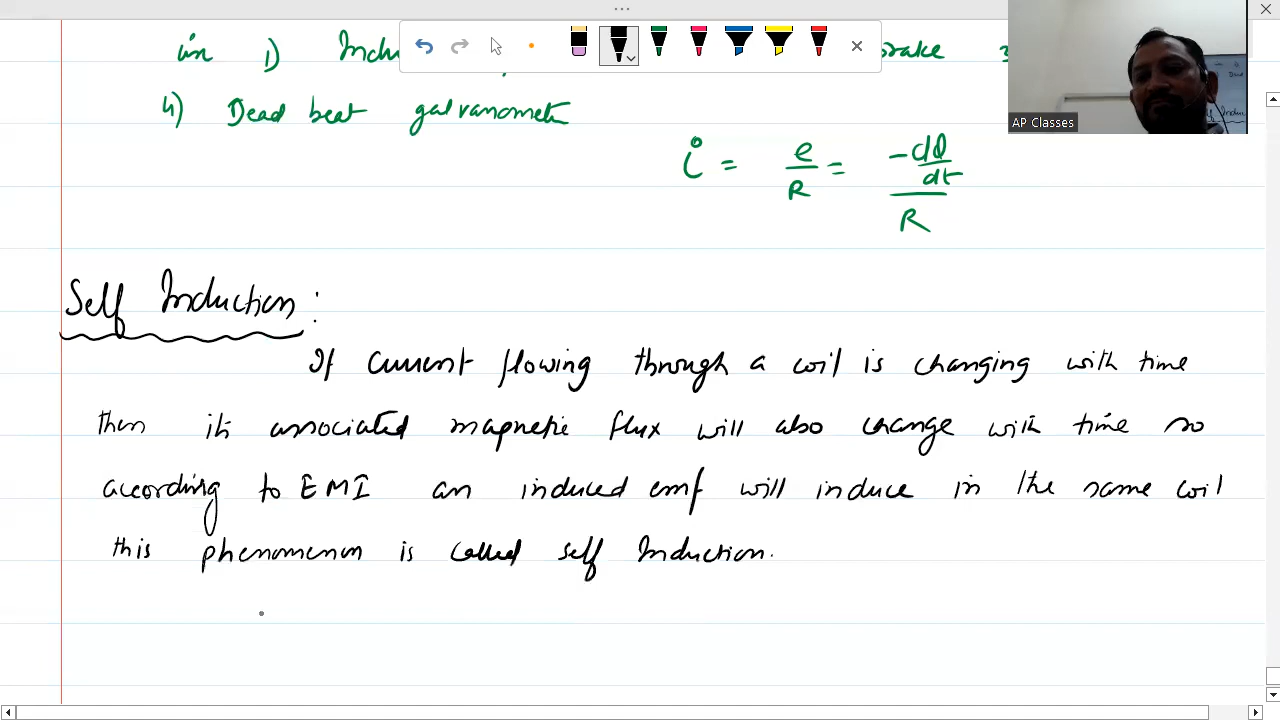 in 1) Indu
4) Dead beat galvanometer
AP Classes
i = e/R = -dΦ/dt / R
Self Induction :
If current flowing through a coil is changing with time
then its associated magnetic flux will also change with time so
according to EMI an induced emf will induce in the same coil
this phenomenon is called self Induction.